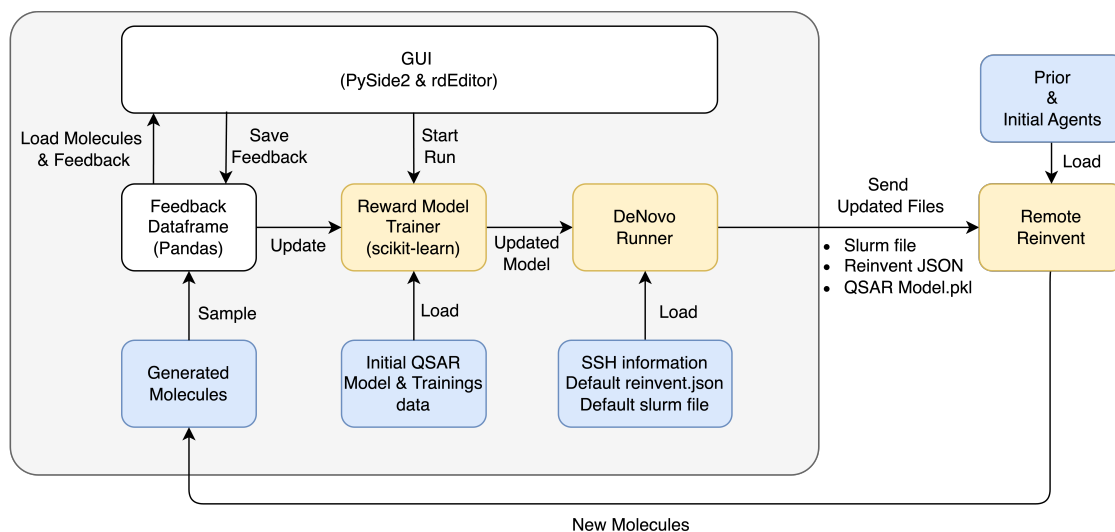 GUI
(PySide2 & rdEditor)
Prior
&
Initial Agents
Load Molecules
& Feedback
Save
Feedback
Start
Run
Load
Feedback
Dataframe
(Pandas)
Update
Reward Model
Trainer
(scikit-learn)
Updated
Model
DeNovo
Runner
Send
Updated Files
• Slurm file
• Reinvent JSON
• QSAR Model.pkl
Remote
Reinvent
Sample
Load
Load
Generated
Molecules
Initial QSAR
Model & Trainings
data
SSH information
Default reinvent.json
Default slurm file
New Molecules